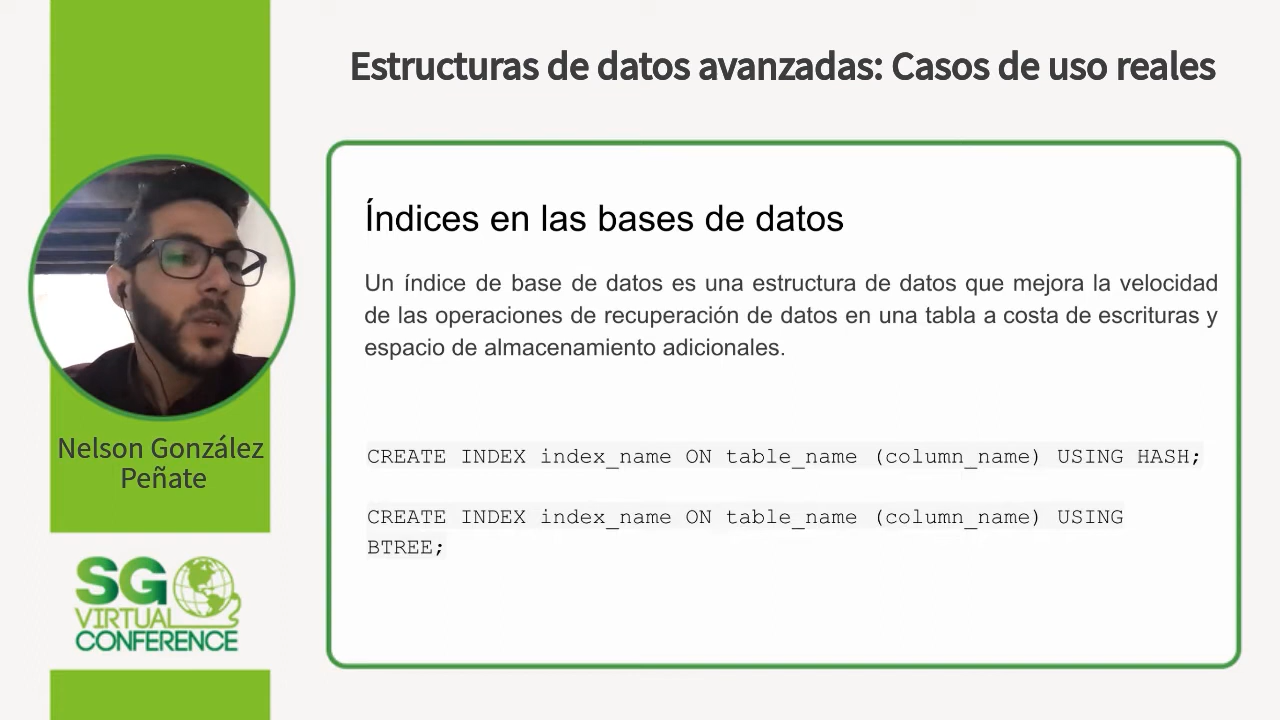 Estructuras de datos avanzadas: Casos de uso reales
Índices en las bases de datos
Un índice de base de datos es una estructura de datos que mejora la velocidad
de las operaciones de recuperación de datos en una tabla a costa de escrituras y
espacio de almacenamiento adicionales.
CREATE INDEX index_name ON table_name (column_name) USING HASH;
CREATE INDEX index_name ON table_name (column_name) USING
BTREE;
Nelson González
Peñate
SG
VIRTUAL
CONFERENCE